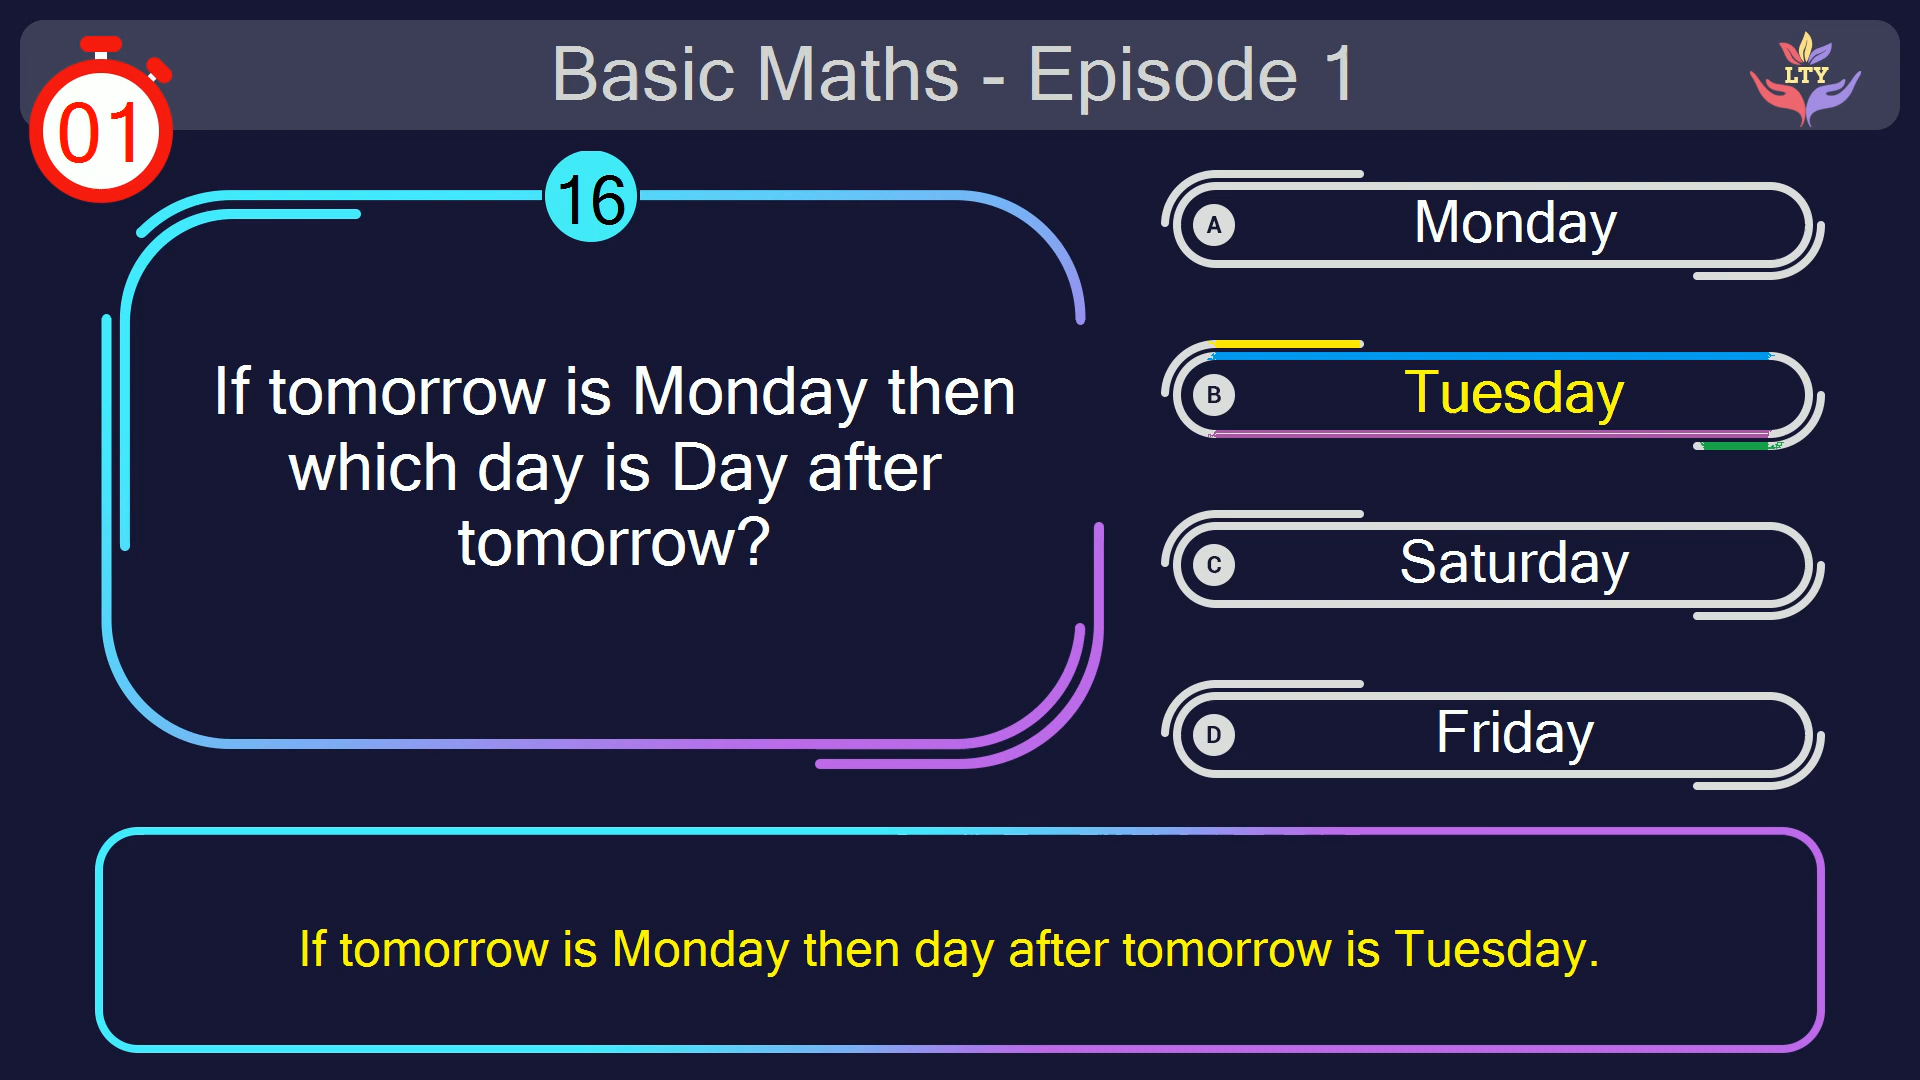 Basic Maths - Episode 1
LTY
01
16
If tomorrow is Monday then
which day is Day after
tomorrow?
A Monday
B Tuesday
C Saturday
D Friday
If tomorrow is Monday then day after tomorrow is Tuesday.